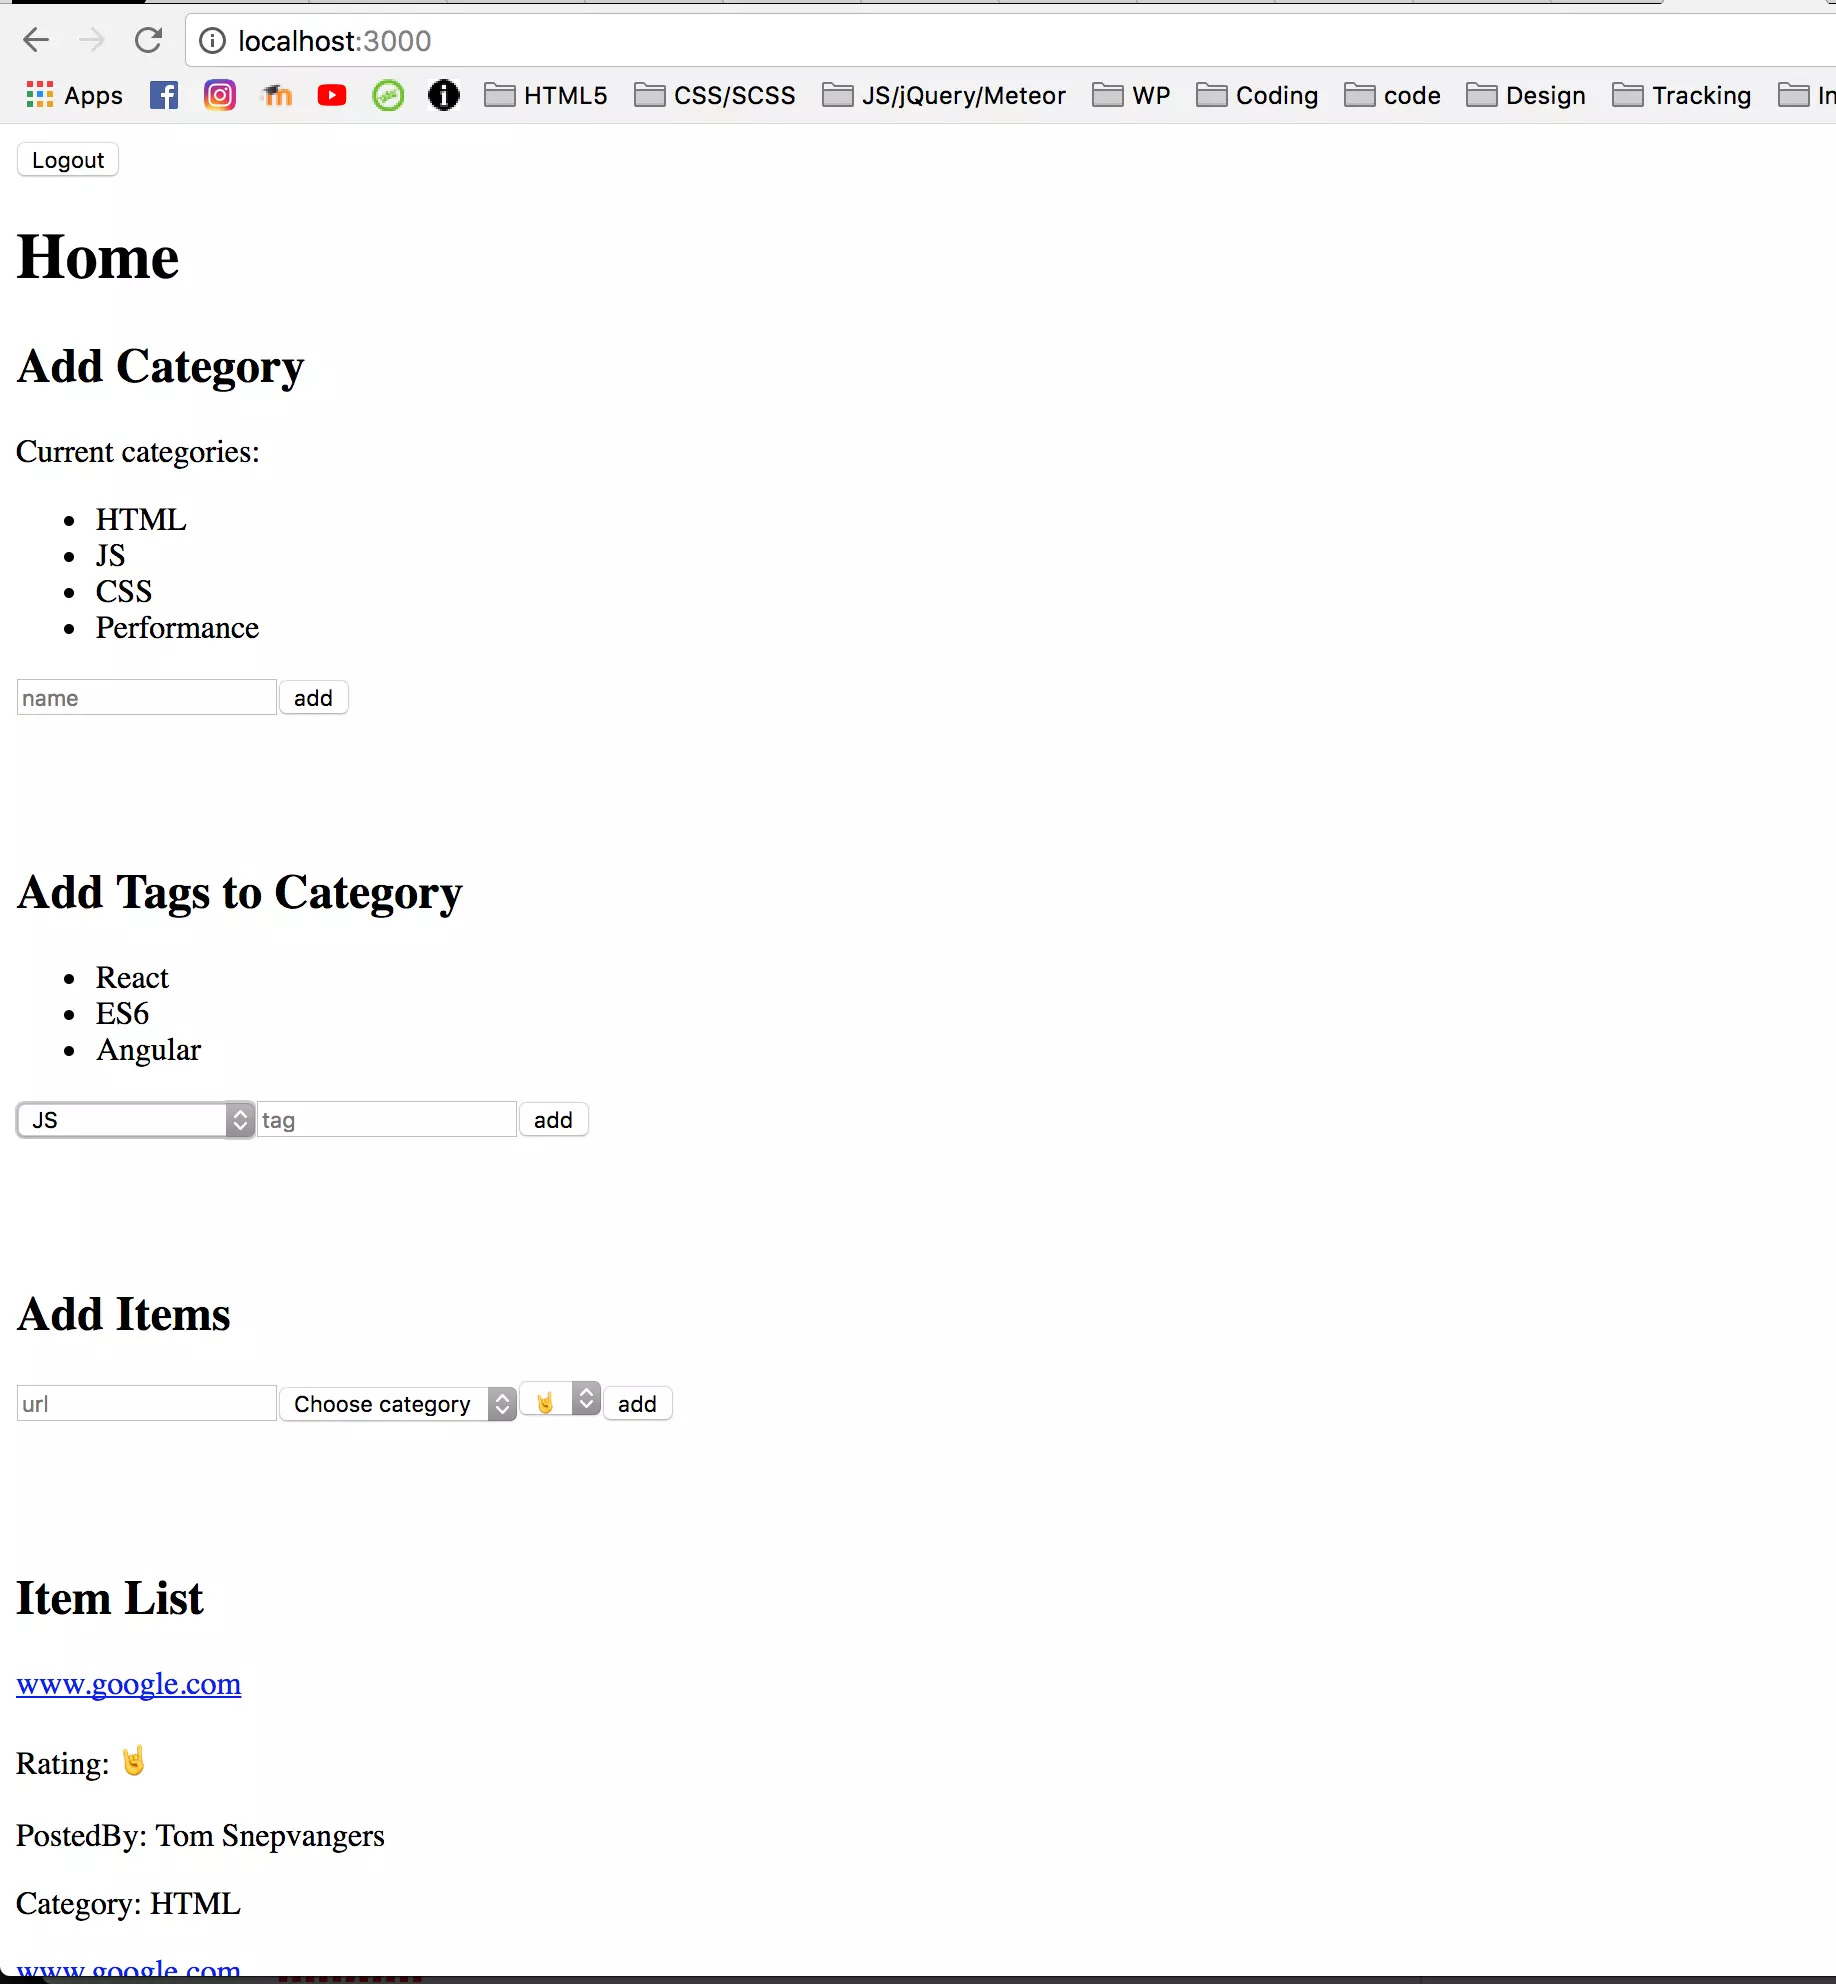 localhost:3000
Apps HTML5 CSS/SCSS JS/jQuery/Meteor WP Coding code Design Tracking
Logout
Home
Add Category
Current categories:
HTML
JS
CSS
Performance
name add
Add Tags to Category
React
ES6
Angular
JS tag add
Add Items
url Choose category 🤘 add
Item List
www.google.com
Rating: 🤘
PostedBy: Tom Snepvangers
Category: HTML
www.google.com